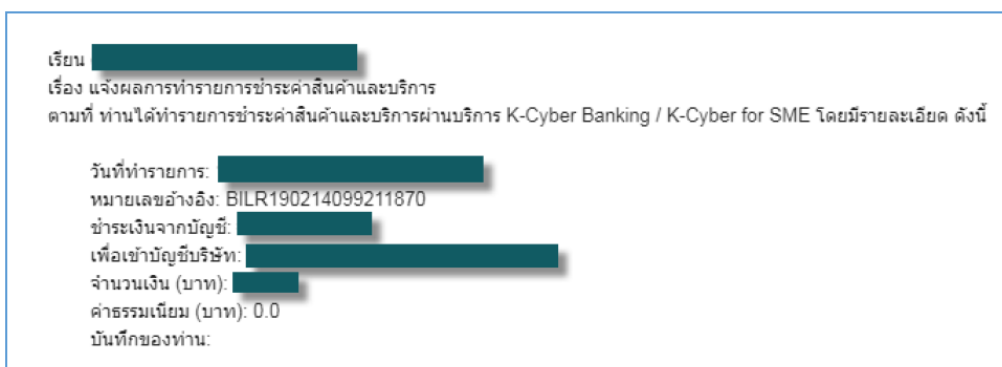 เรียน
เรื่อง แจ้งผลการทำรายการชำระค่าสินค้าและบริการ
ตามที่ ท่านได้ทำรายการชำระค่าสินค้าและบริการผ่านบริการ K-Cyber Banking / K-Cyber for SME โดยมีรายละเอียด ดังนี้
วันที่ทำรายการ:
หมายเลขอ้างอิง: BILR190214099211870
ชำระเงินจากบัญชี:
เพื่อเข้าบัญชีบริษัท:
จำนวนเงิน (บาท):
ค่าธรรมเนียม (บาท): 0.0
บันทึกของท่าน: